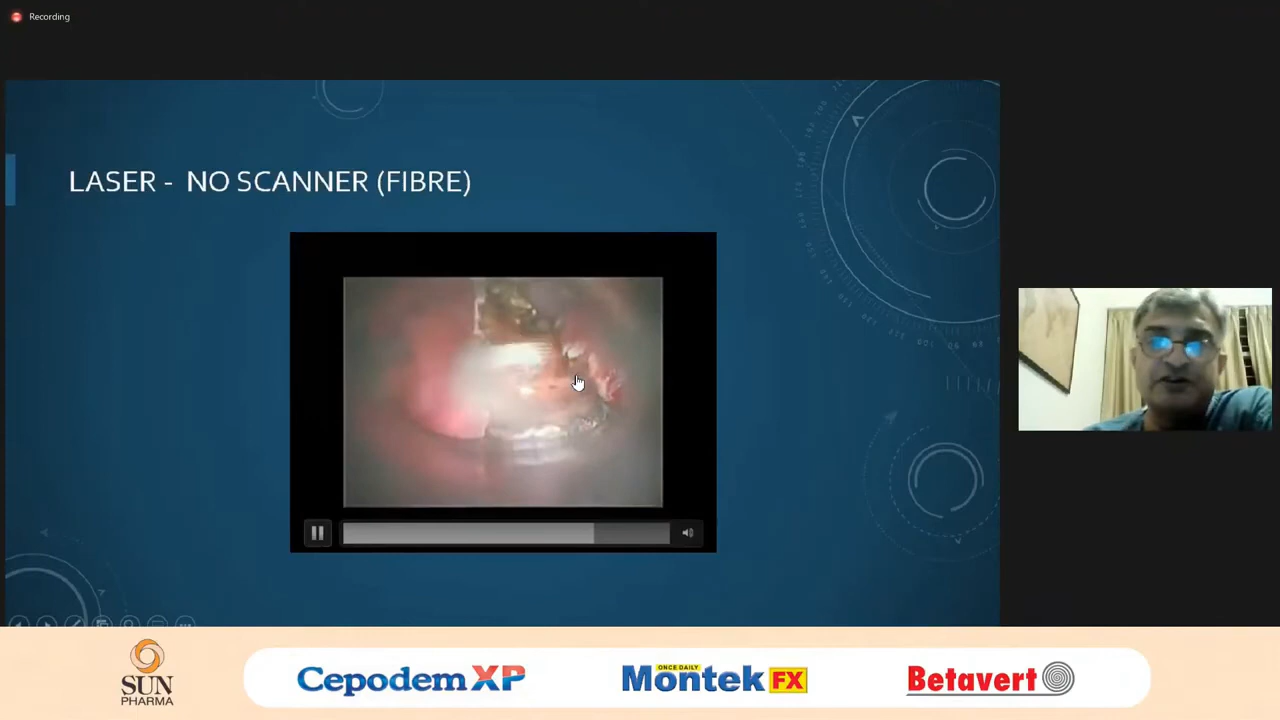 Recording
LASER - NO SCANNER (FIBRE)
SUN
PHARMA
Cepodem XP
ONCE DAILY
Montek FX
Betavert